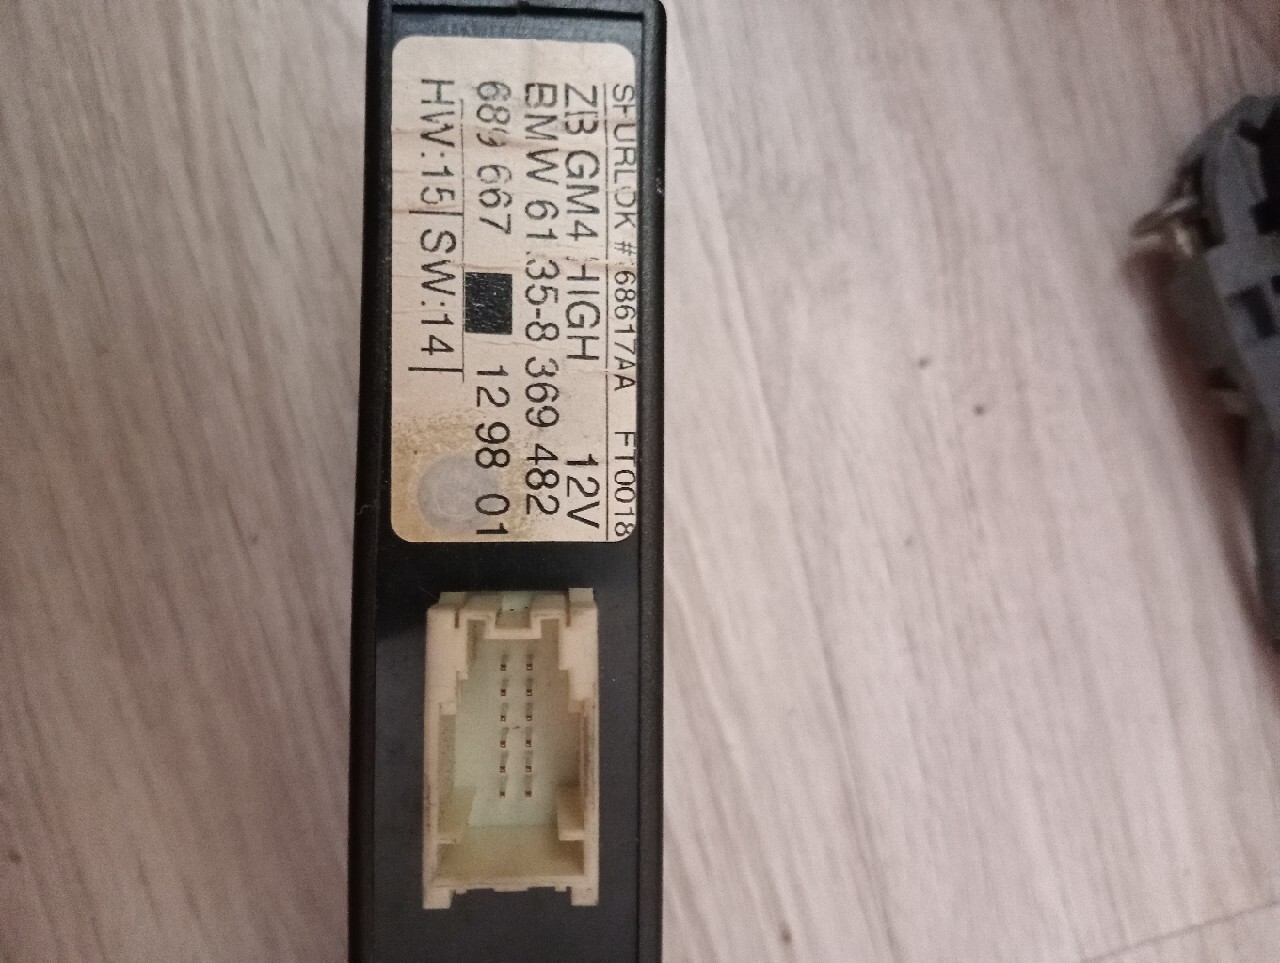 SHURLOK # 68617AA FT0018
ZB GM4 HIGH 12V
BMW 61.35-8 369 482
689 667 12 98 01
HW:15 SW:14